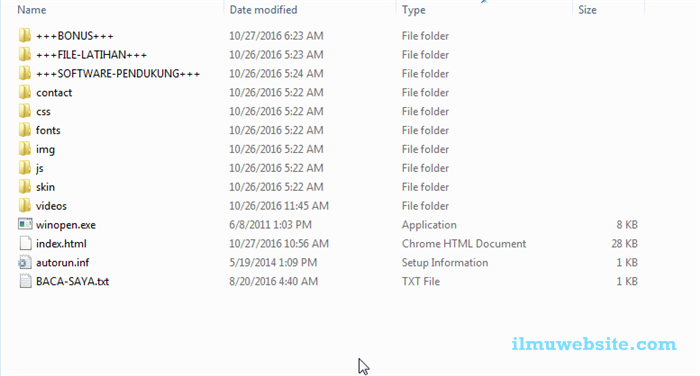 Name Date modified Type Size
+++BONUS+++ 10/27/2016 6:23 AM File folder
+++FILE-LATIHAN+++ 10/26/2016 5:23 AM File folder
+++SOFTWARE-PENDUKUNG+++ 10/26/2016 5:24 AM File folder
contact 10/26/2016 5:22 AM File folder
css 10/26/2016 5:22 AM File folder
fonts 10/26/2016 5:22 AM File folder
img 10/26/2016 5:22 AM File folder
js 10/26/2016 5:22 AM File folder
skin 10/26/2016 5:22 AM File folder
videos 10/26/2016 11:45 AM File folder
winopen.exe 6/8/2011 1:03 PM Application 8 KB
index.html 10/27/2016 10:56 AM Chrome HTML Document 28 KB
autorun.inf 5/19/2014 1:09 PM Setup Information 1 KB
BACA-SAYA.txt 8/20/2016 4:40 AM TXT File 1 KB
ilmuwebsite.com